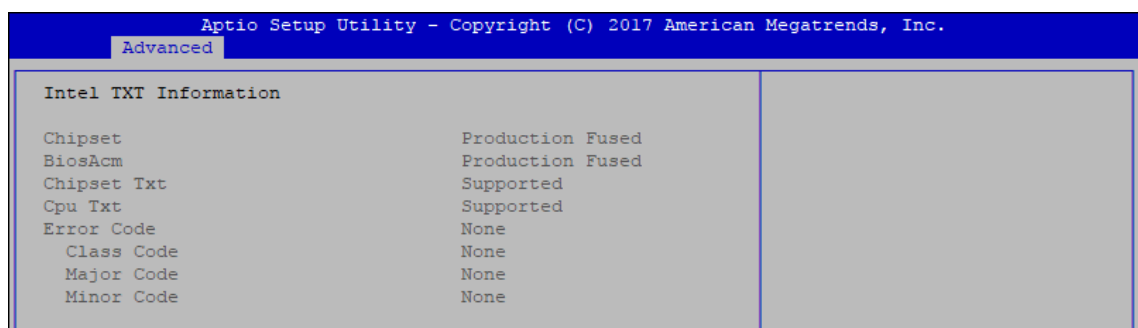 Aptio Setup Utility - Copyright (C) 2017 American Megatrends, Inc.
Advanced
Intel TXT Information
Chipset Production Fused
BiosAcm Production Fused
Chipset Txt Supported
Cpu Txt Supported
Error Code None
Class Code None
Major Code None
Minor Code None